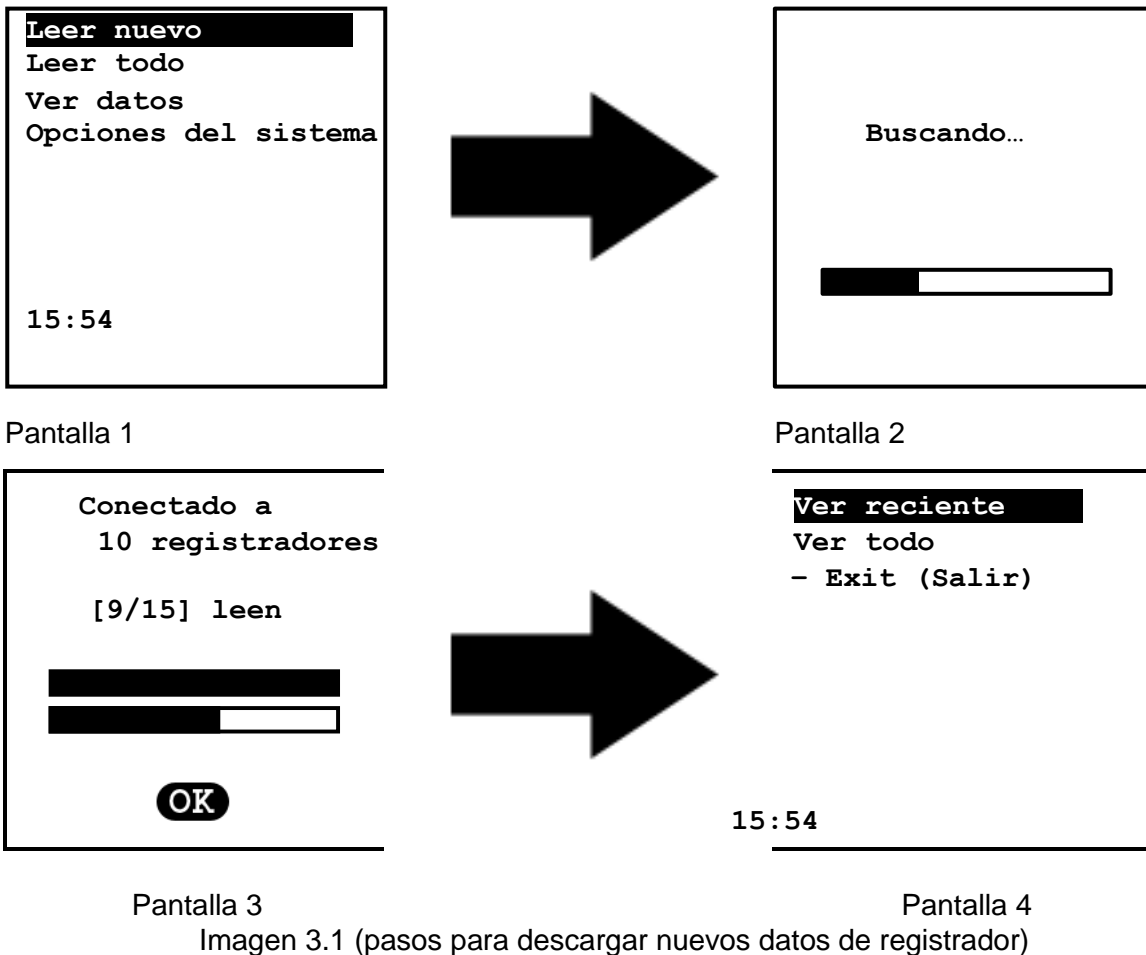 Leer nuevo
Leer todo
Ver datos
Opciones del sistema
15:54
Buscando…
Pantalla 1
Pantalla 2
Conectado a
10 registradores
[9/15] leen
OK
Ver reciente
Ver todo
– Exit (Salir)
15:54
Pantalla 3
Pantalla 4
Imagen 3.1 (pasos para descargar nuevos datos de registrador)